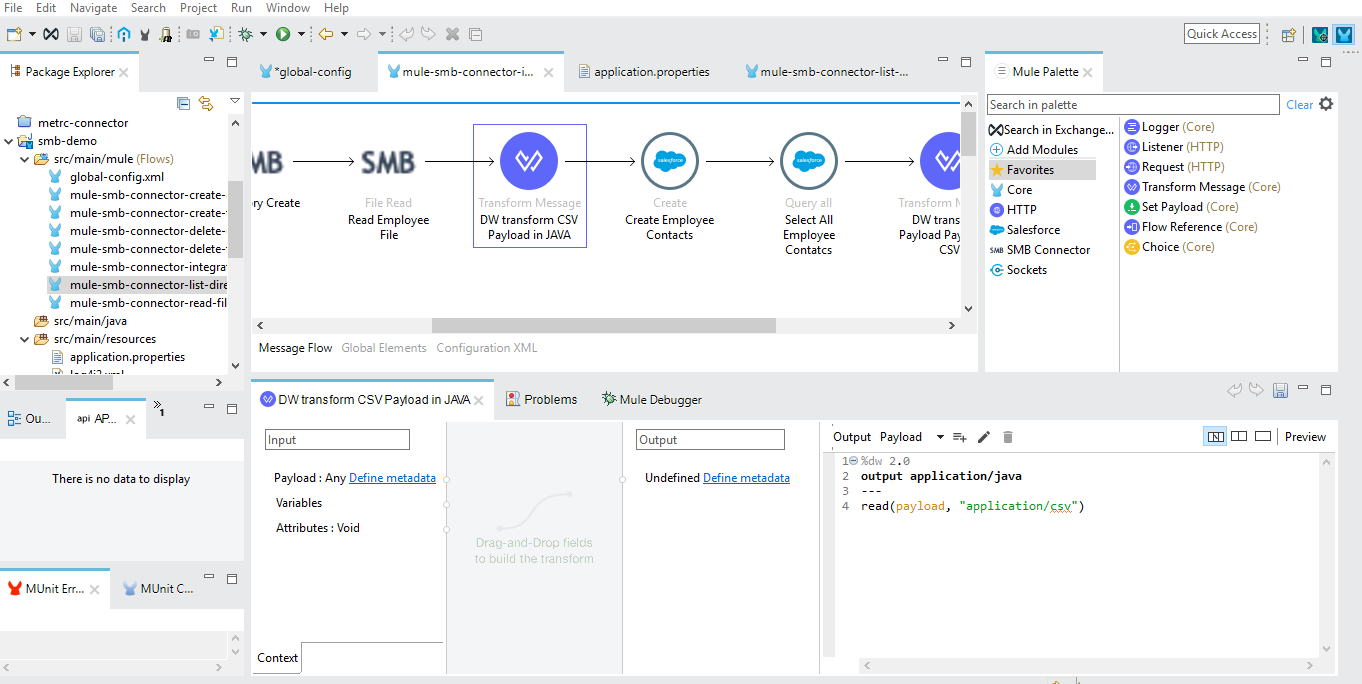 File Edit Navigate Search Project Run Window Help
Quick Access
Package Explorer
metrc-connector
smb-demo
src/main/mule (Flows)
global-config.xml
mule-smb-connector-create-
mule-smb-connector-create-
mule-smb-connector-delete-
mule-smb-connector-delete-
mule-smb-connector-integra
mule-smb-connector-list-dire
mule-smb-connector-read-fil
src/main/java
src/main/resources
application.properties
*global-config
mule-smb-connector-i...
application.properties
mule-smb-connector-list-...
MB
ory Create
SMB
File Read
Read Employee
File
Transform Message
DW transform CSV
Payload in JAVA
salesforce
Create
Create Employee
Contacts
salesforce
Query all
Select All
Employee
Contatcs
Transform M
DW transf
Payload Pay
CSV
Message Flow Global Elements Configuration XML
Mule Palette
Search in palette
Clear
Search in Exchange...
Add Modules
Favorites
Core
HTTP
Salesforce
SMB SMB Connector
Sockets
Logger (Core)
Listener (HTTP)
Request (HTTP)
Transform Message (Core)
Set Payload (Core)
Flow Reference (Core)
Choice (Core)
Ou...
api AP...
1
There is no data to display
MUnit Err...
MUnit C...
DW transform CSV Payload in JAVA
Problems
Mule Debugger
Input
Payload : Any Define metadata
Variables
Attributes : Void
Context
Drag-and-Drop fields
to build the transform
Output
Undefined Define metadata
Output Payload
Preview
1 %dw 2.0
2 output application/java
3 ---
4 read(payload, "application/csv")